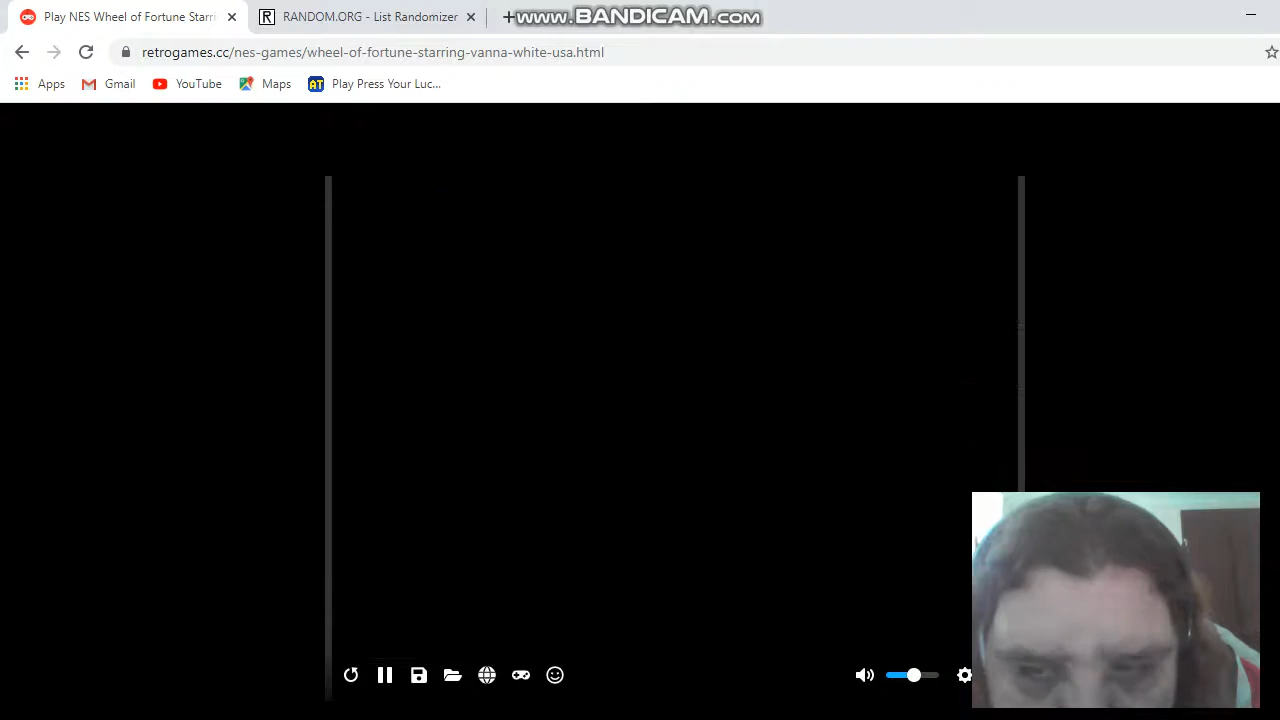 Play NES Wheel of Fortune Starri
RANDOM.ORG - List Randomizer
www.BANDICAM.com
retrogames.cc/nes-games/wheel-of-fortune-starring-vanna-white-usa.html
Apps
Gmail
YouTube
Maps
AT
Play Press Your Luc...